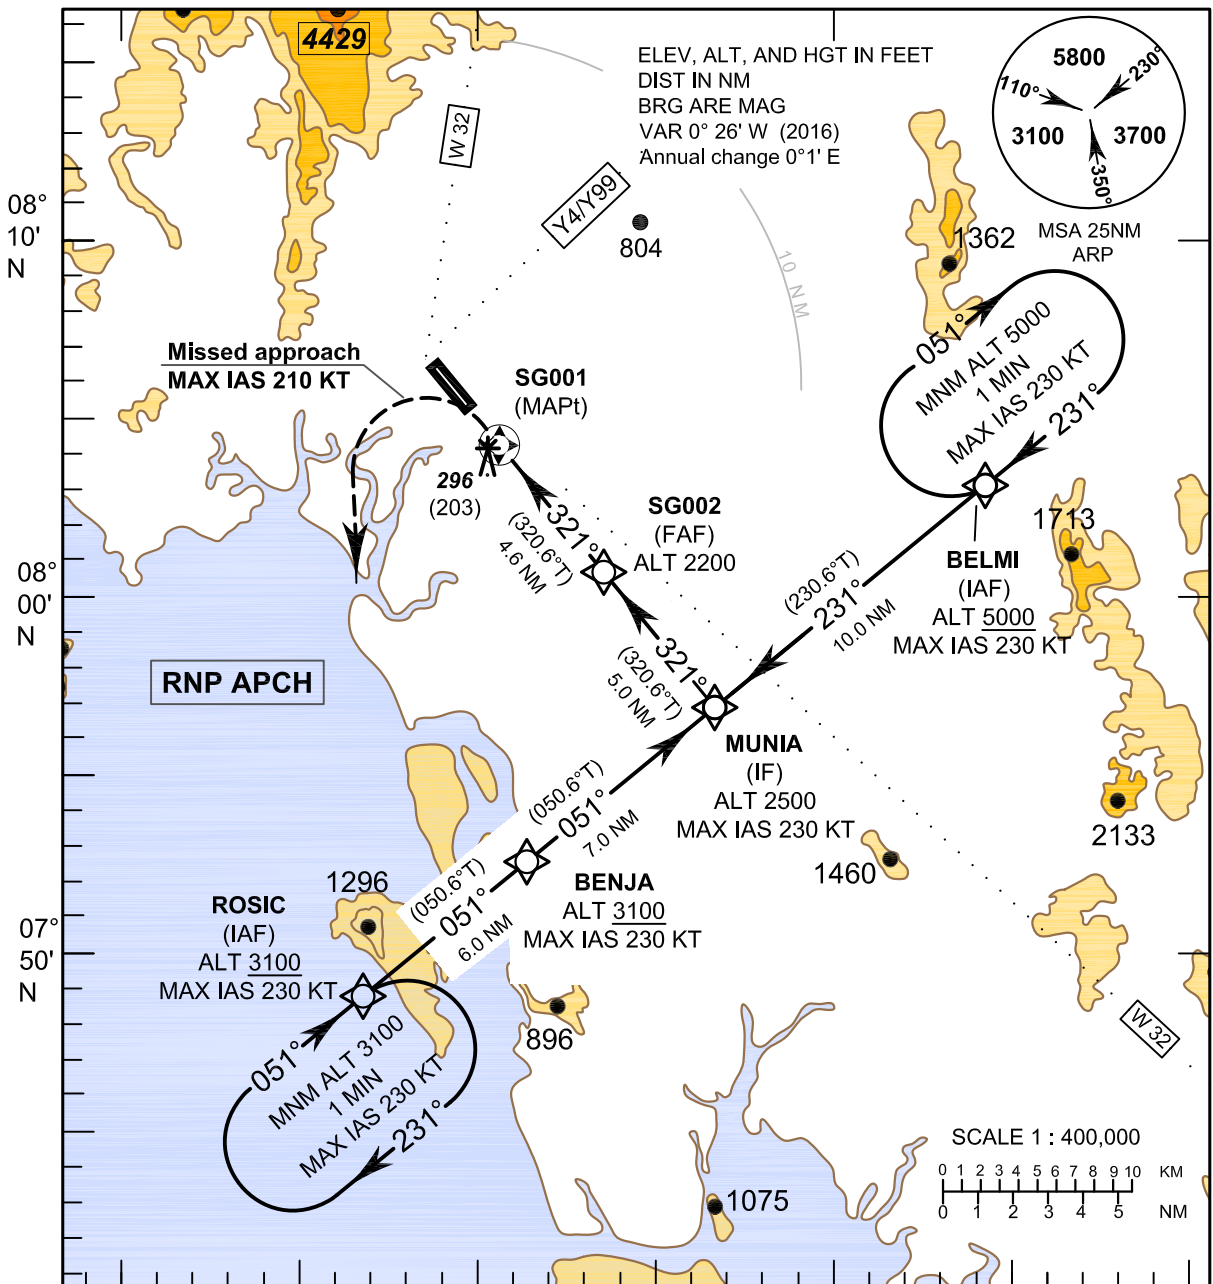 4429
W 32
Y4/Y99
ELEV, ALT, AND HGT IN FEET
DIST IN NM
BRG ARE MAG
VAR 0° 26' W (2016)
Annual change 0°1' E
5800
110°
230°
3100
3700
350°
MSA 25NM
ARP
08°
10'
N
804
10 NM
1362
Missed approach
MAX IAS 210 KT
SG001
(MAPt)
296
(203)
051°
MNM ALT 5000
1 MIN
MAX IAS 230 KT
231°
SG002
(FAF)
ALT 2200
321°
(320.6°T)
4.6 NM
1713
BELMI
(IAF)
ALT 5000
MAX IAS 230 KT
(230.6°T)
231°
10.0 NM
08°
00'
N
RNP APCH
321°
(320.6°T)
5.0 NM
MUNIA
(IF)
ALT 2500
MAX IAS 230 KT
2133
1460
(050.6°T)
051°
7.0 NM
BENJA
ALT 3100
MAX IAS 230 KT
(050.6°T)
051°
6.0 NM
1296
ROSIC
(IAF)
ALT 3100
MAX IAS 230 KT
07°
50'
N
896
051°
MNM ALT 3100
1 MIN
MAX IAS 230 KT
231°
W 32
1075
SCALE 1 : 400,000
0 1 2 3 4 5 6 7 8 9 10 KM
0 1 2 3 4 5 NM